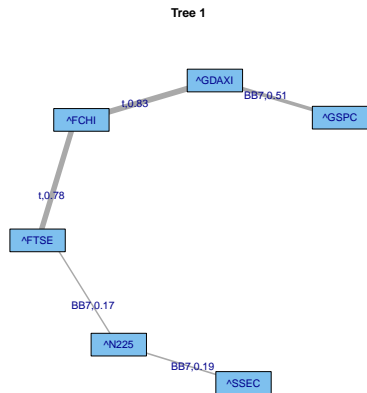 Tree 1
^GDAXI
BB7,0.51
t,0.83
^GSPC
^FCHI
t,0.78
^FTSE
BB7,0.17
^N225
BB7,0.19
^SSEC